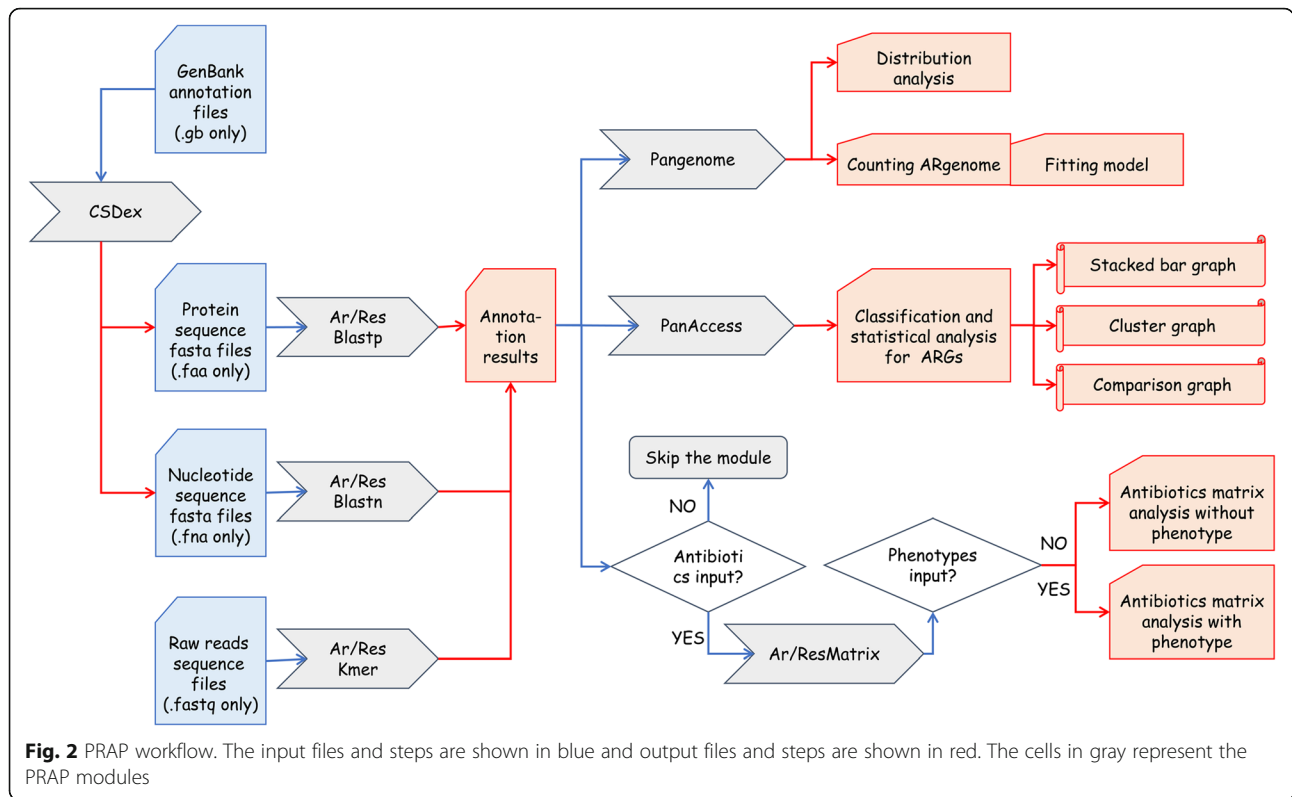 GenBank
annotation
files
(.gb only)
CSDex
Protein
sequence
fasta files
(.faa only)
Ar/Res
Blastp
Nucleotide
sequence
fasta files
(.fna only)
Ar/Res
Blastn
Raw reads
sequence
files
(.fastq only)
Ar/Res
Kmer
Annota-
tion
results
Pangenome
Distribution
analysis
Counting ARgenome
Fitting model
PanAccess
Classification and
statistical analysis
for ARGs
Stacked bar graph
Cluster graph
Comparison graph
Skip the module
NO
Antibioti
cs input?
YES
Ar/ResMatrix
Phenotypes
input?
NO
YES
Antibiotics matrix
analysis without
phenotype
Antibiotics matrix
analysis with
phenotype
Fig. 2 PRAP workflow. The input files and steps are shown in blue and output files and steps are shown in red. The cells in gray represent the
PRAP modules